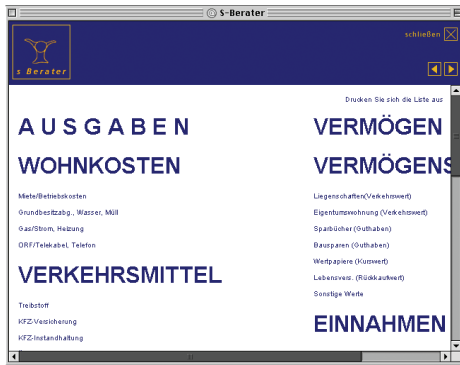 S-Berater
schließen
s Berater
Drucken Sie sich die Liste aus
AUSGABEN
WOHNKOSTEN
Miete/Betriebskosten
Grundbesitzabg., Wasser, Müll
Gas/Strom, Heizung
ORF/Telekabel, Telefon
VERKEHRSMITTEL
Treibstoff
KFZ-Versicherung
KFZ-Instandhaltung
VERMÖGEN
VERMÖGENS
Liegenschaften(Verkehrswert)
Eigentumswohnung (Verkehrswert)
Sparbücher (Guthaben)
Bausparen (Guthaben)
Wertpapiere (Kurswert)
Lebensvers. (Rückkaufwert)
Sonstige Werte
EINNAHMEN